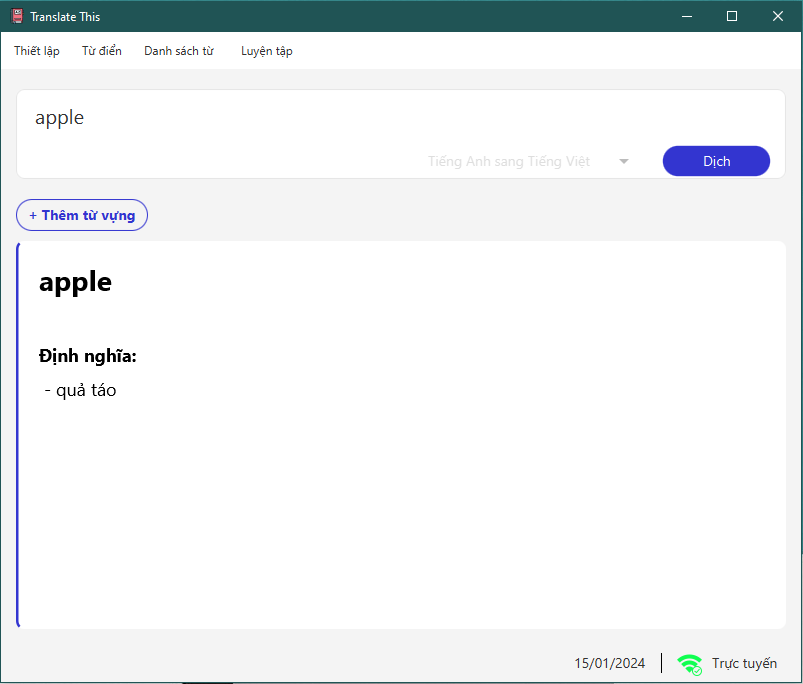 Translate This
Thiết lập Từ điển Danh sách từ Luyện tập
apple
Tiếng Anh sang Tiếng Việt Dịch
+ Thêm từ vựng
apple
Định nghĩa:
- quả táo
15/01/2024 Trực tuyến